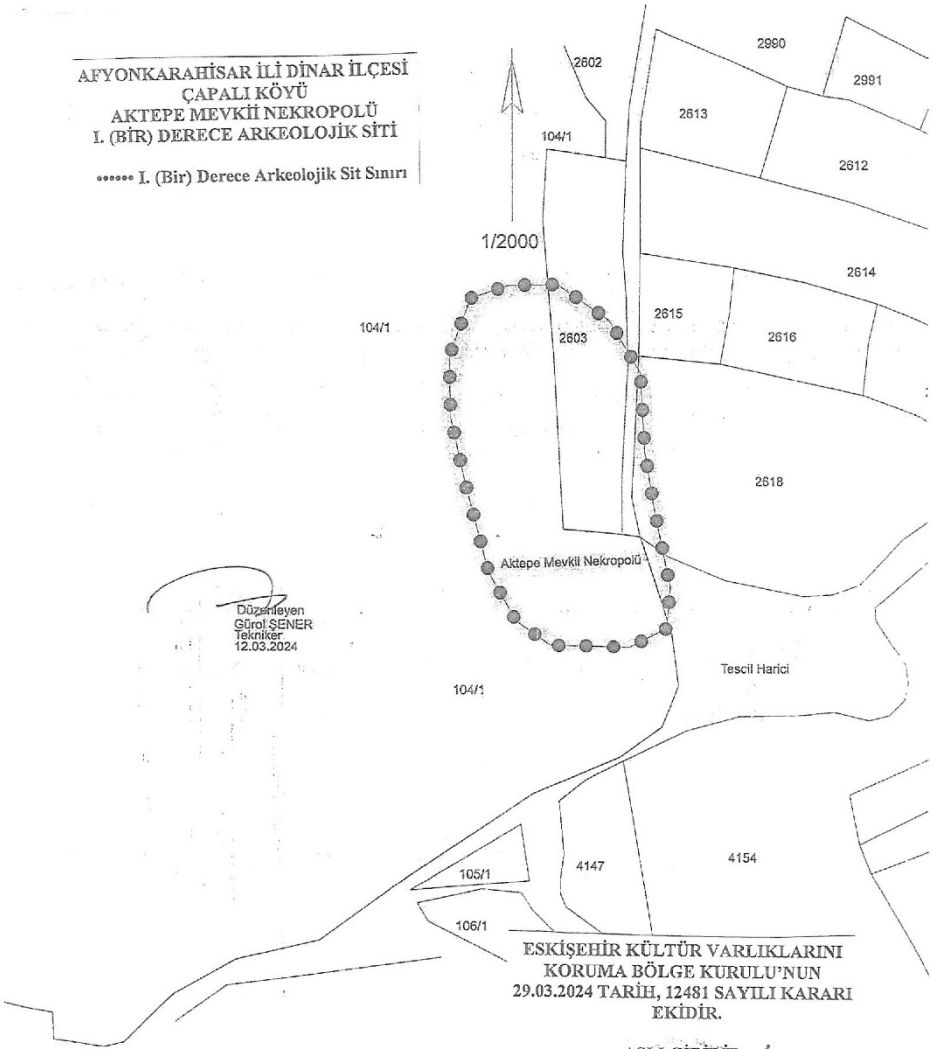 AFYONKARAHİSAR İLİ DİNAR İLÇESİ
ÇAPALI KÖYÜ
AKTEPE MEVKİİ NEKROPOLÜ
I. (BİR) DERECE ARKEOLOJİK SİTİ
I. (Bir) Derece Arkeolojik Sit Sınırı
2602
2990
2991
2613
104/1
2612
1/2000
2614
104/1
2603
2615
2616
2618
Aktepe Mevkii Nekropolü
Düzenleyen
Gürol ŞENER
Tekniker
12.03.2024
Tescil Harici
104/1
105/1
4147
4154
106/1
ESKİŞEHİR KÜLTÜR VARLIKLARINI
KORUMA BÖLGE KURULU'NUN
29.03.2024 TARİH, 12481 SAYILI KARARI
EKİDİR.